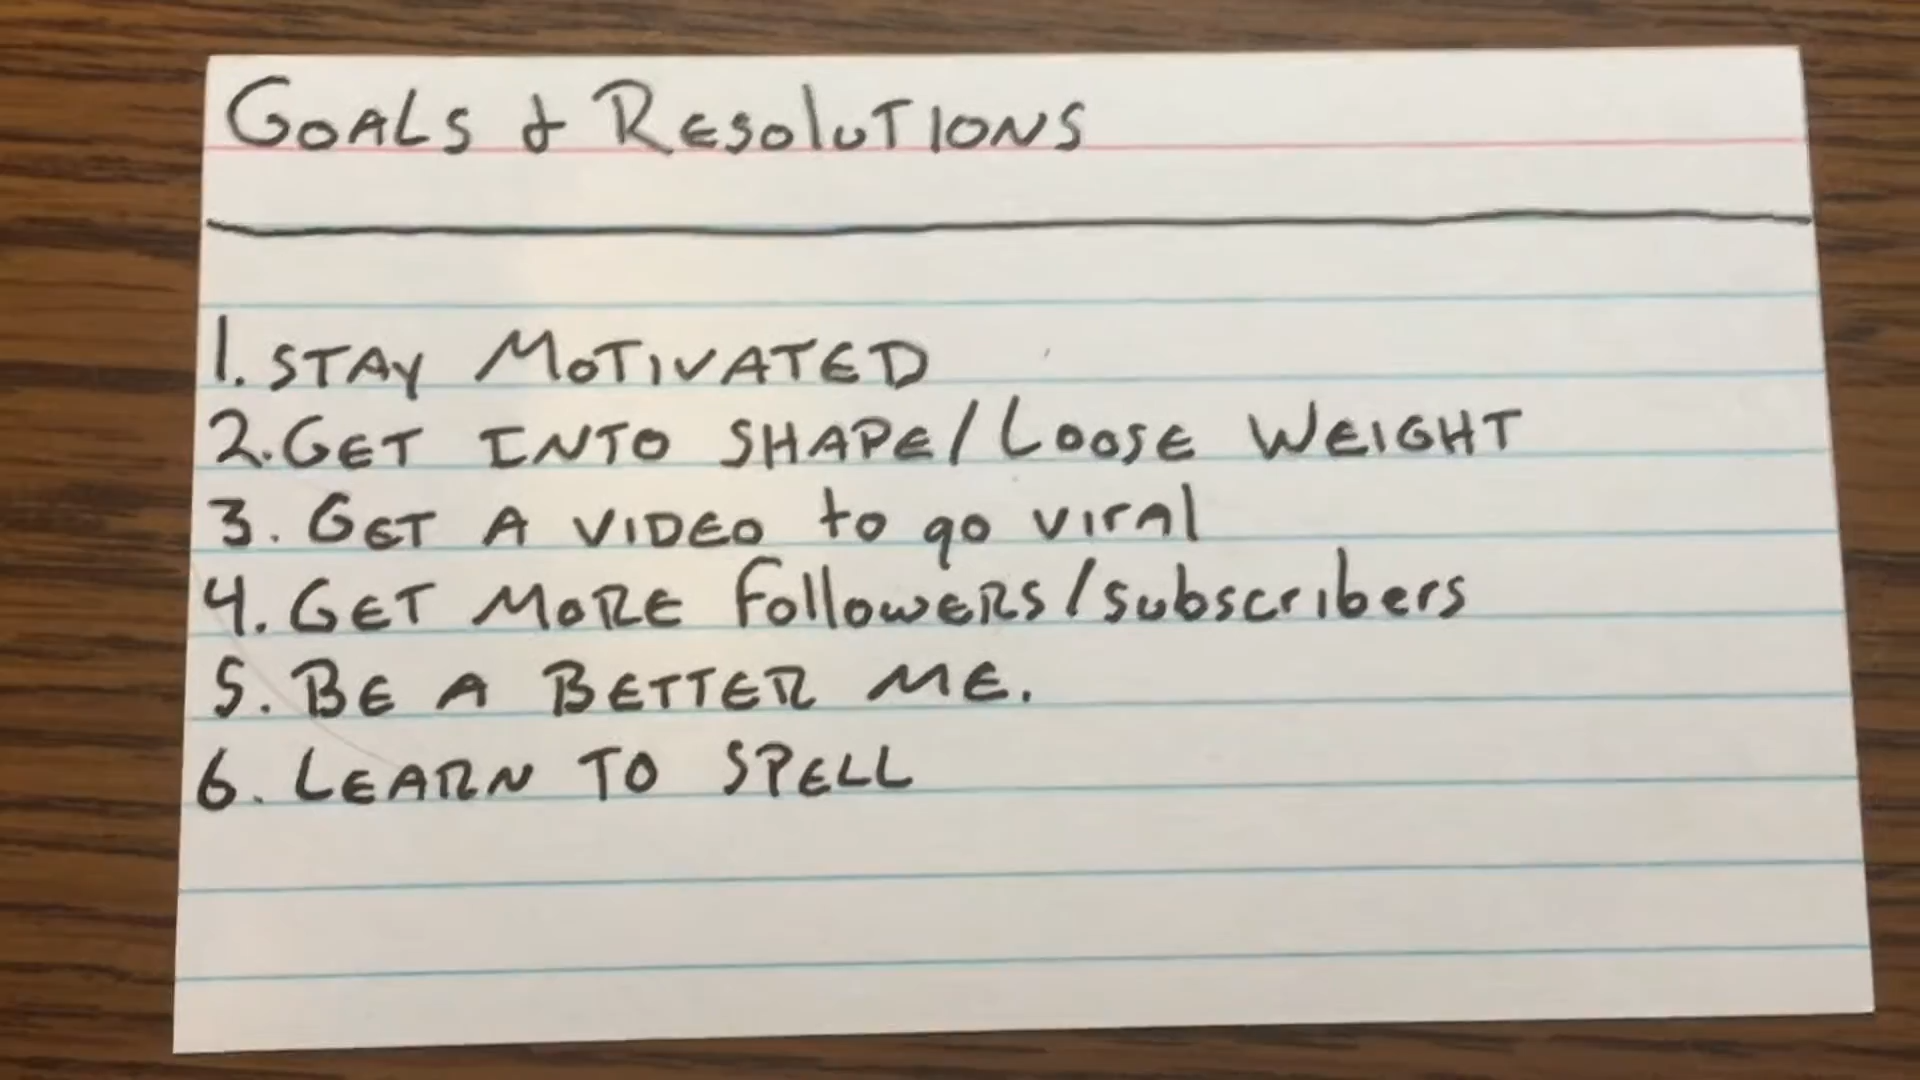 GOALS & RESOLUTIONS
1. STAY MOTIVATED
2. GET INTO SHAPE/LOOSE WEIGHT
3. GET A VIDEO to go viral
4. GET MORE FollowERS/subscribers
5. BE A BETTER ME.
6. LEARN TO SPELL